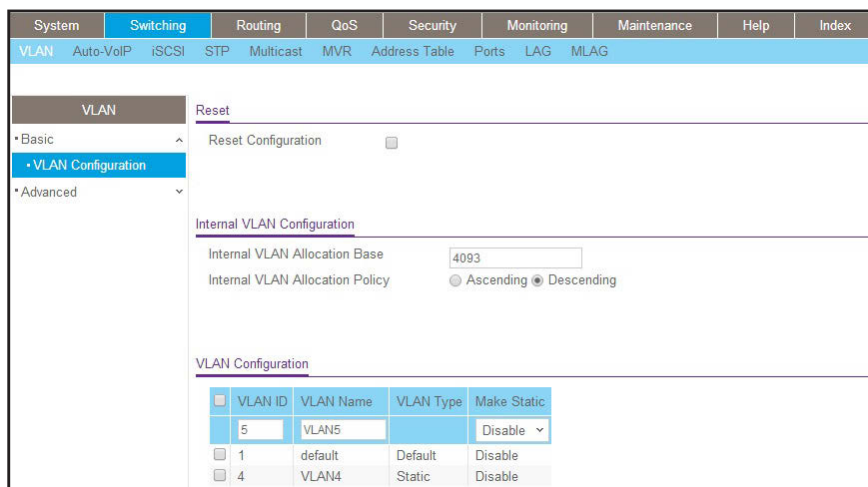 System Switching Routing QoS Security Monitoring Maintenance Help Index
VLAN Auto-VoIP iSCSI STP Multicast MVR Address Table Ports LAG MLAG
VLAN
Basic
VLAN Configuration
Advanced
Reset
Reset Configuration
Internal VLAN Configuration
Internal VLAN Allocation Base 4093
Internal VLAN Allocation Policy Ascending Descending
VLAN Configuration
VLAN ID VLAN Name VLAN Type Make Static
5 VLAN5 Disable
1 default Default Disable
4 VLAN4 Static Disable